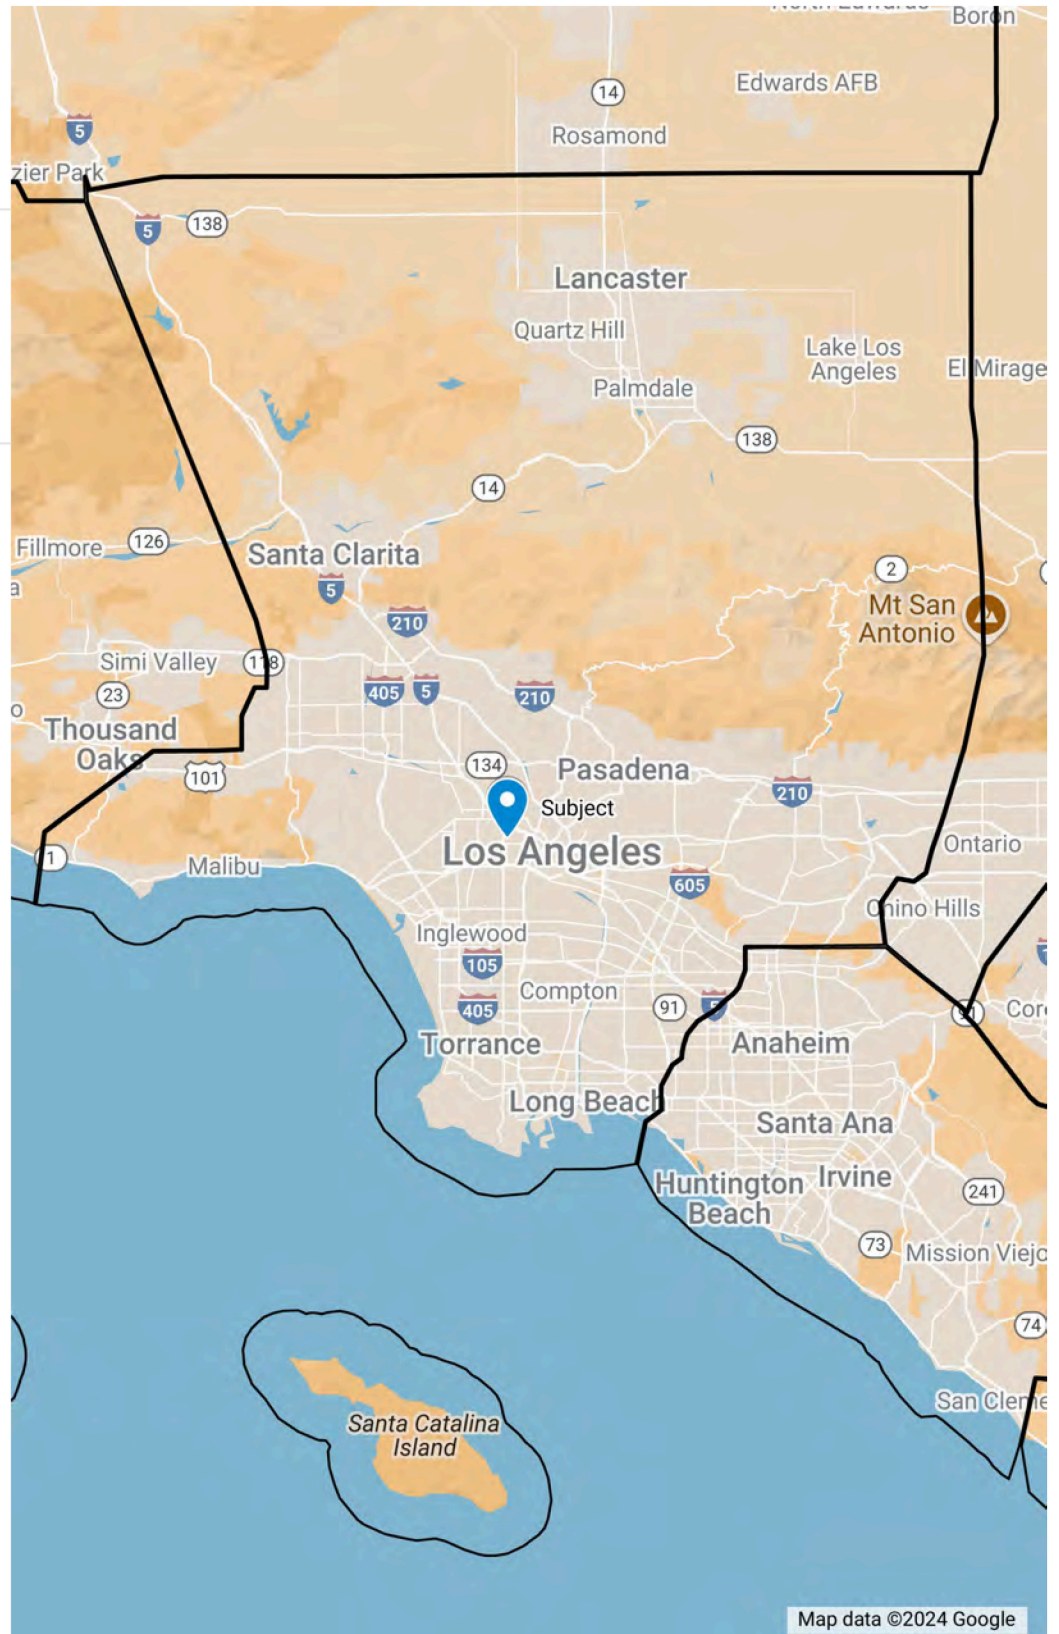 Boron
Edwards AFB
14
Rosamond
5
zier Park
138
5
Lancaster
Quartz Hill
Lake Los
Angeles
El Mirage
Palmdale
138
14
Fillmore
126
Santa Clarita
2
5
Mt San
Antonio
210
Simi Valley
118
23
405
5
210
Thousand
Oaks
134
Pasadena
101
210
Subject
Los Angeles
Ontario
1
Malibu
605
Chino Hills
Inglewood
105
Compton
405
91
5
91
Torrance
Anaheim
Long Beach
Santa Ana
Huntington
Beach
Irvine
241
73
Mission Viejo
74
San Cleme
Santa Catalina
Island
Map data ©2024 Google